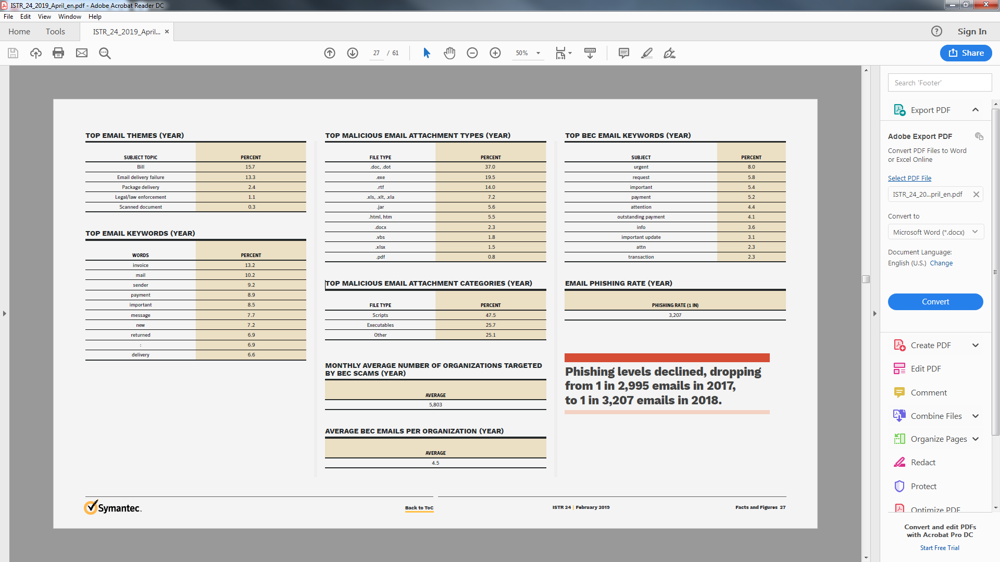 ISTR_24_2019_April_en.pdf - Adobe Acrobat Reader DC
File Edit View Window Help
Home Tools ISTR_24_2019_April... × Sign In
27 / 61 50% Share
TOP EMAIL THEMES (YEAR)
SUBJECT TOPIC PERCENT
Bill 15.7
Email delivery failure 13.3
Package delivery 2.4
Legal/law enforcement 1.1
Scanned document 0.3
TOP EMAIL KEYWORDS (YEAR)
WORDS PERCENT
invoice 13.2
mail 10.2
sender 9.2
payment 8.9
important 8.5
message 7.7
new 7.2
returned 6.9
: 6.9
delivery 6.6
TOP MALICIOUS EMAIL ATTACHMENT TYPES (YEAR)
FILE TYPE PERCENT
.doc, .dot 37.0
.exe 19.5
.rtf 14.0
.xls, .xlt, .xla 7.2
.jar 5.6
.html, htm 5.5
.docx 2.3
.vbs 1.8
.xlsx 1.5
.pdf 0.8
TOP MALICIOUS EMAIL ATTACHMENT CATEGORIES (YEAR)
FILE TYPE PERCENT
Scripts 47.5
Executables 25.7
Other 25.1
MONTHLY AVERAGE NUMBER OF ORGANIZATIONS TARGETED
BY BEC SCAMS (YEAR)
AVERAGE
5,803
AVERAGE BEC EMAILS PER ORGANIZATION (YEAR)
AVERAGE
4.5
TOP BEC EMAIL KEYWORDS (YEAR)
SUBJECT PERCENT
urgent 8.0
request 5.8
important 5.4
payment 5.2
attention 4.4
outstanding payment 4.1
info 3.6
important update 3.1
attn 2.3
transaction 2.3
EMAIL PHISHING RATE (YEAR)
PHISHING RATE (1 IN)
3,207
Phishing levels declined, dropping
from 1 in 2,995 emails in 2017,
to 1 in 3,207 emails in 2018.
Symantec™
Back to ToC
ISTR 24 | February 2019
Facts and Figures 27
Search 'Footer'
Export PDF
Adobe Export PDF
Convert PDF Files to Word
or Excel Online
Select PDF File
ISTR_24_20...pril_en.pdf
Convert to
Microsoft Word (*.docx)
Document Language:
English (U.S.) Change
Convert
Create PDF
Edit PDF
Comment
Combine Files
Organize Pages
Redact
Protect
Optimize PDF
Convert and edit PDFs
with Acrobat Pro DC
Start Free Trial